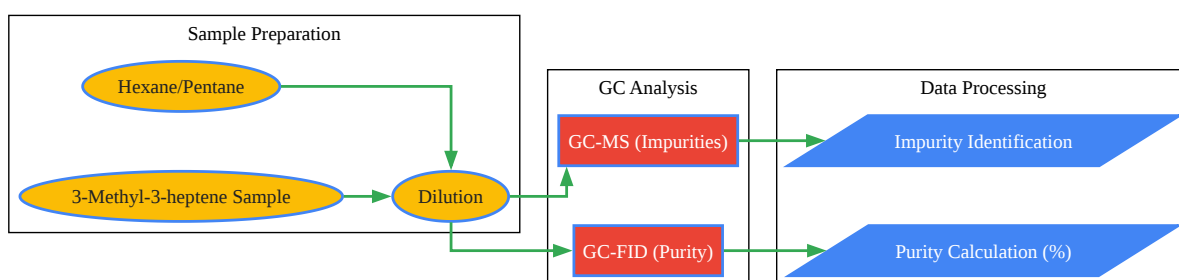 Sample Preparation
Hexane/Pentane
3-Methyl-3-heptene Sample
Dilution
GC Analysis
GC-MS (Impurities)
GC-FID (Purity)
Data Processing
Impurity Identification
Purity Calculation (%)